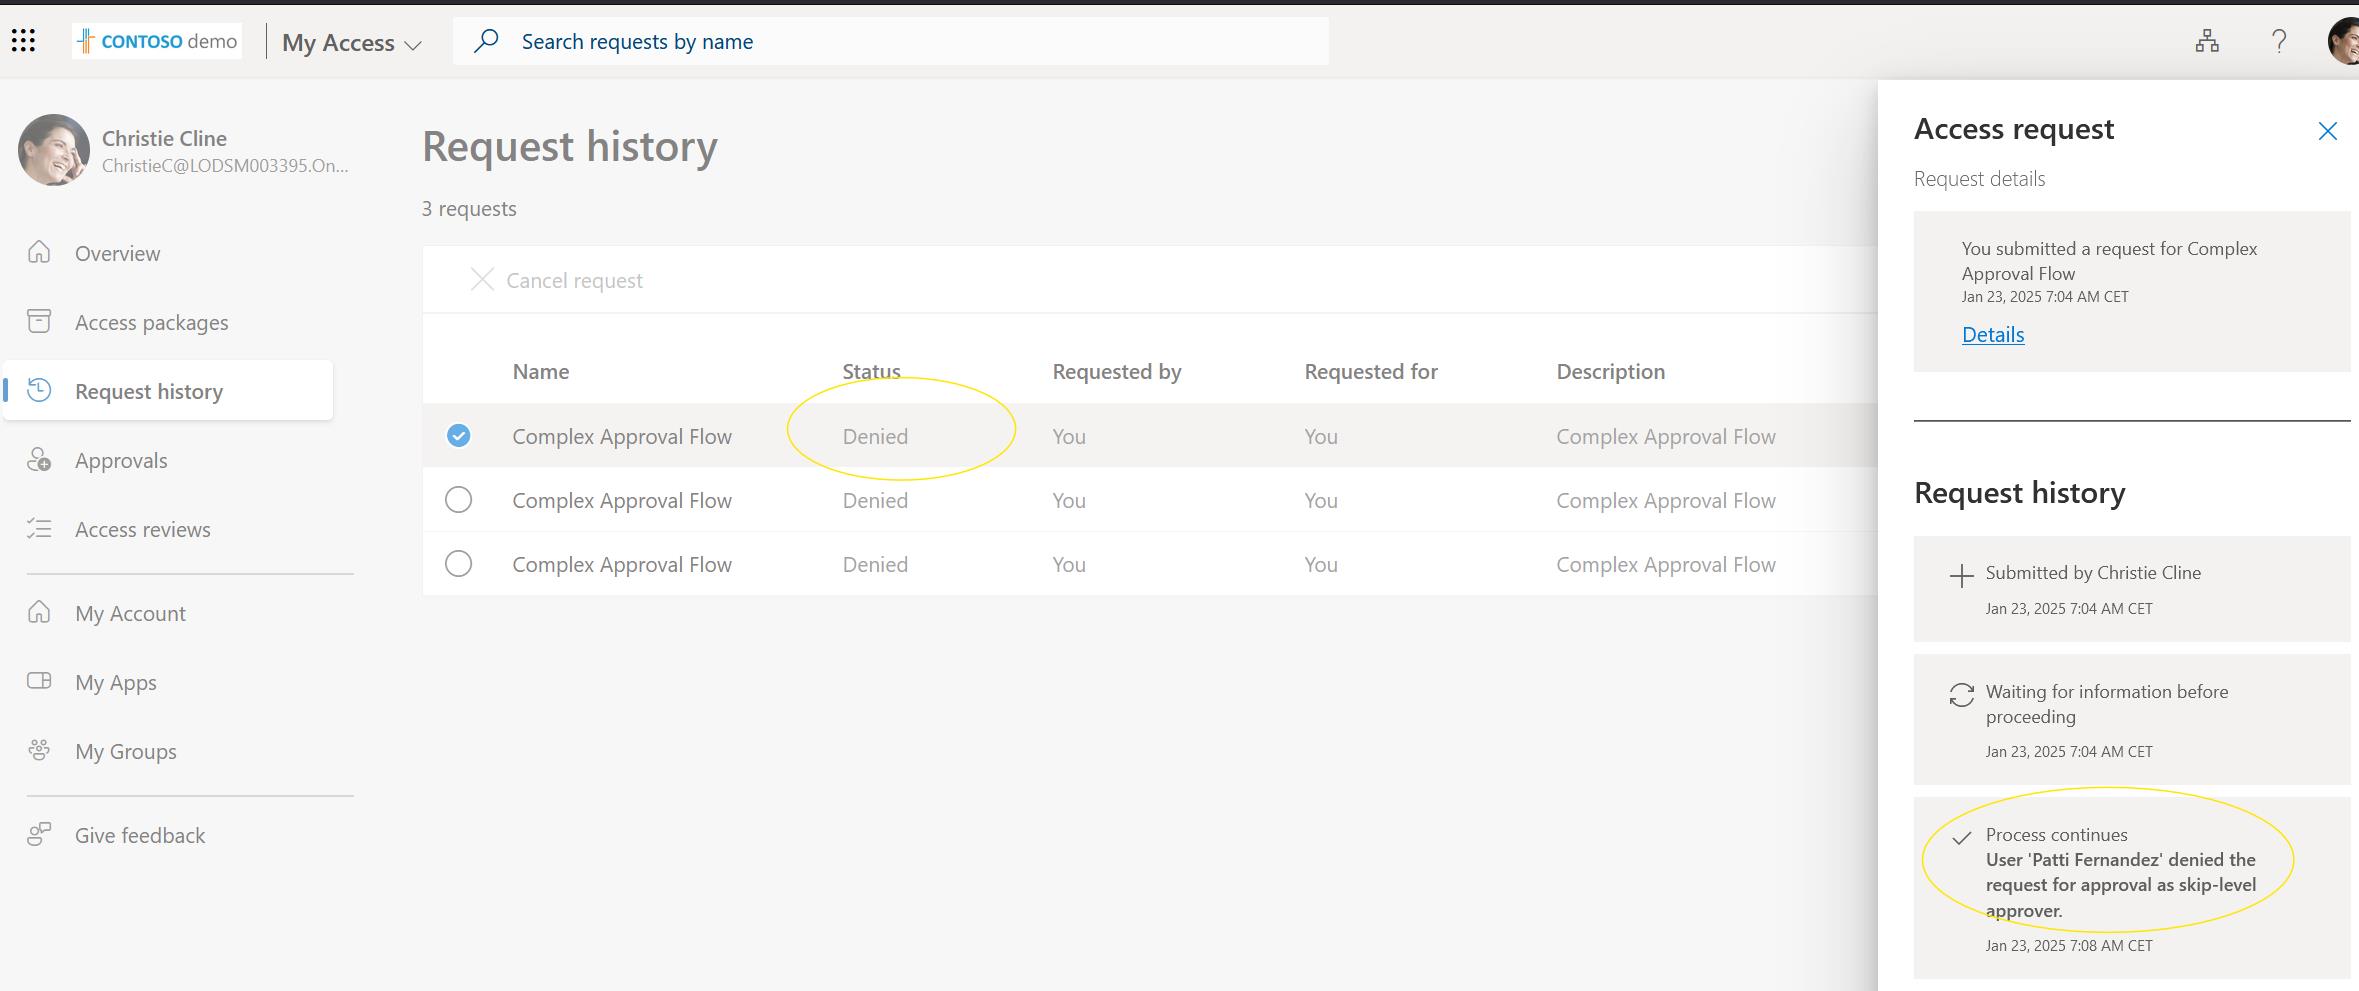 CONTOSO demo
My Access
Search requests by name
Christie Cline
ChristieC@LODSM003395.On...
Overview
Access packages
Request history
Approvals
Access reviews
My Account
My Apps
My Groups
Give feedback
Request history
3 requests
Cancel request
Name Status Requested by Requested for Description
Complex Approval Flow Denied You You Complex Approval Flow
Complex Approval Flow Denied You You Complex Approval Flow
Complex Approval Flow Denied You You Complex Approval Flow
Access request
Request details
You submitted a request for Complex
Approval Flow
Jan 23, 2025 7:04 AM CET
Details
Request history
Submitted by Christie Cline
Jan 23, 2025 7:04 AM CET
Waiting for information before
proceeding
Jan 23, 2025 7:04 AM CET
Process continues
User 'Patti Fernandez' denied the
request for approval as skip-level
approver.
Jan 23, 2025 7:08 AM CET